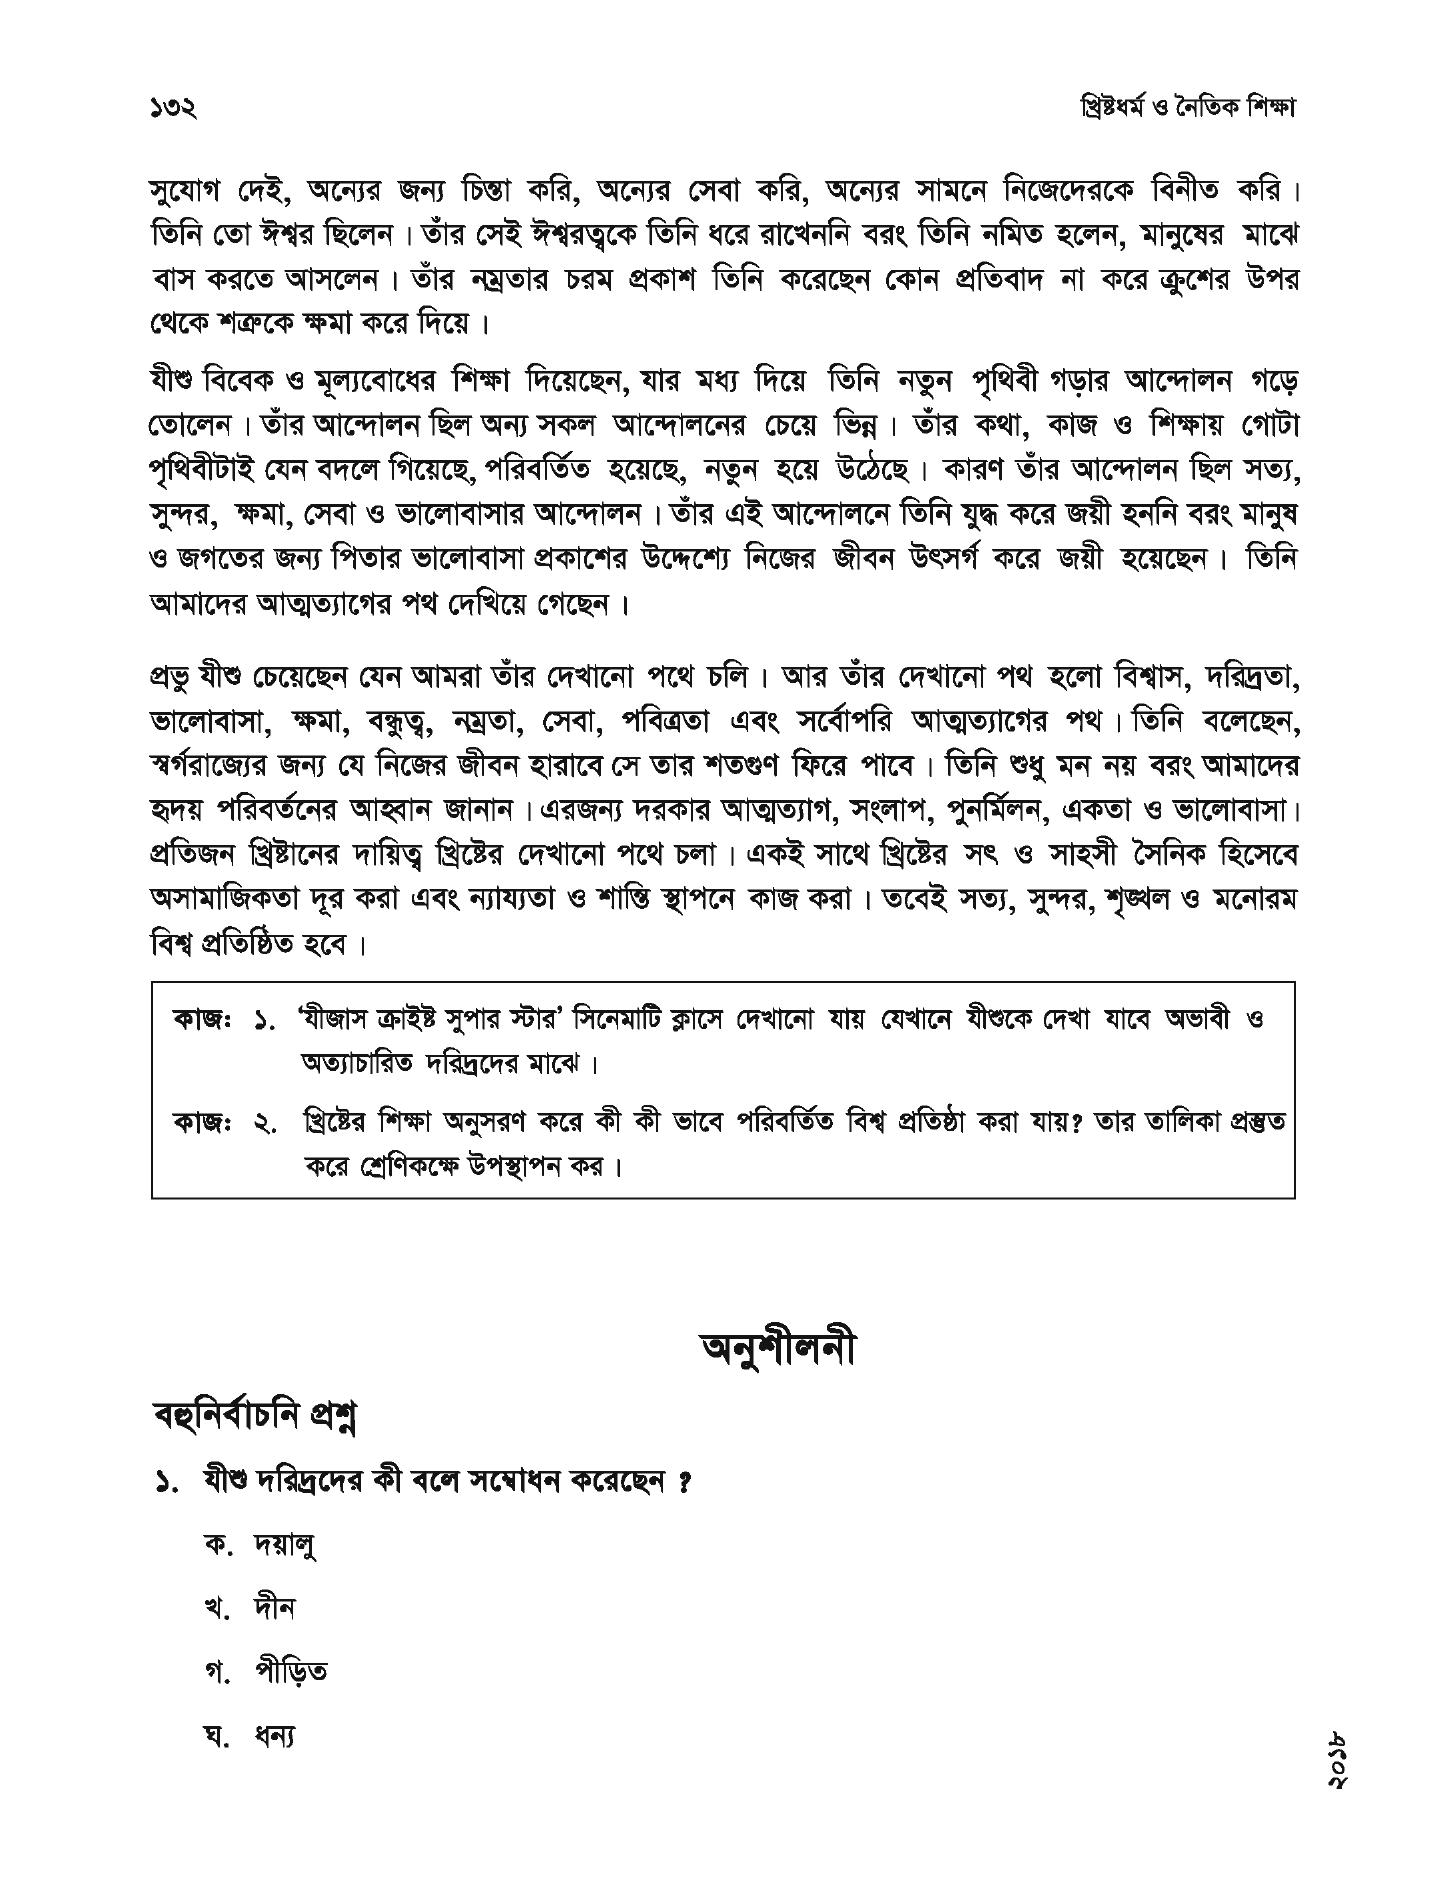 ১৩২
খ্রিষ্টধর্ম ও নৈতিক শিক্ষা
সুযোগ দেই, অন্যের জন্য চিন্তা করি, অন্যের সেবা করি, অন্যের সামনে নিজেদেরকে বিনীত করি।
তিনি তো ঈশ্বর ছিলেন। তাঁর সেই ঈশ্বরত্বকে তিনি ধরে রাখেননি বরং তিনি নমিত হলেন, মানুষের মাঝে
বাস করতে আসলেন। তাঁর নম্রতার চরম প্রকাশ তিনি করেছেন কোন প্রতিবাদ না করে ক্রুশের উপর
থেকে শত্রুকে ক্ষমা করে দিয়ে।
যীশু বিবেক ও মূল্যবোধের শিক্ষা দিয়েছেন, যার মধ্য দিয়ে তিনি নতুন পৃথিবী গড়ার আন্দোলন গড়ে
তোলেন। তাঁর আন্দোলন ছিল অন্য সকল আন্দোলনের চেয়ে ভিন্ন। তাঁর কথা, কাজ ও শিক্ষায় গোটা
পৃথিবীটাই যেন বদলে গিয়েছে, পরিবর্তিত হয়েছে, নতুন হয়ে উঠেছে। কারণ তাঁর আন্দোলন ছিল সত্য,
সুন্দর, ক্ষমা, সেবা ও ভালোবাসার আন্দোলন। তাঁর এই আন্দোলনে তিনি যুদ্ধ করে জয়ী হননি বরং মানুষ
ও জগতের জন্য পিতার ভালোবাসা প্রকাশের উদ্দেশ্যে নিজের জীবন উৎসর্গ করে জয়ী হয়েছেন। তিনি
আমাদের আত্মত্যাগের পথ দেখিয়ে গেছেন।
প্রভু যীশু চেয়েছেন যেন আমরা তাঁর দেখানো পথে চলি। আর তাঁর দেখানো পথ হলো বিশ্বাস, দরিদ্রতা,
ভালোবাসা, ক্ষমা, বন্ধুত্ব, নম্রতা, সেবা, পবিত্রতা এবং সর্বোপরি আত্মত্যাগের পথ। তিনি বলেছেন,
স্বর্গরাজ্যের জন্য যে নিজের জীবন হারাবে সে তার শতগুণ ফিরে পাবে। তিনি শুধু মন নয় বরং আমাদের
হৃদয় পরিবর্তনের আহ্বান জানান। এরজন্য দরকার আত্মত্যাগ, সংলাপ, পুনর্মিলন, একতা ও ভালোবাসা।
প্রতিজন খ্রিষ্টানের দায়িত্ব খ্রিষ্টের দেখানো পথে চলা। একই সাথে খ্রিষ্টের সৎ ও সাহসী সৈনিক হিসেবে
অসামাজিকতা দূর করা এবং ন্যায্যতা ও শান্তি স্থাপনে কাজ করা। তবেই সত্য, সুন্দর, শৃঙ্খল ও মনোরম
বিশ্ব প্রতিষ্ঠিত হবে।
কাজ: ১. ‘যীজাস ক্রাইষ্ট সুপার স্টার’ সিনেমাটি ক্লাসে দেখানো যায় যেখানে যীশুকে দেখা যাবে অভাবী ও
অত্যাচারিত দরিদ্রদের মাঝে।
কাজ: ২. খ্রিষ্টের শিক্ষা অনুসরণ করে কী কী ভাবে পরিবর্তিত বিশ্ব প্রতিষ্ঠা করা যায়? তার তালিকা প্রস্তুত
করে শ্রেণিকক্ষে উপস্থাপন কর।
অনুশীলনী
বহুনির্বাচনি প্রশ্ন
১. যীশু দরিদ্রদের কী বলে সম্বোধন করেছেন ?
ক. দয়ালু
খ. দীন
গ. পীড়িত
ঘ. ধন্য
২০১৮